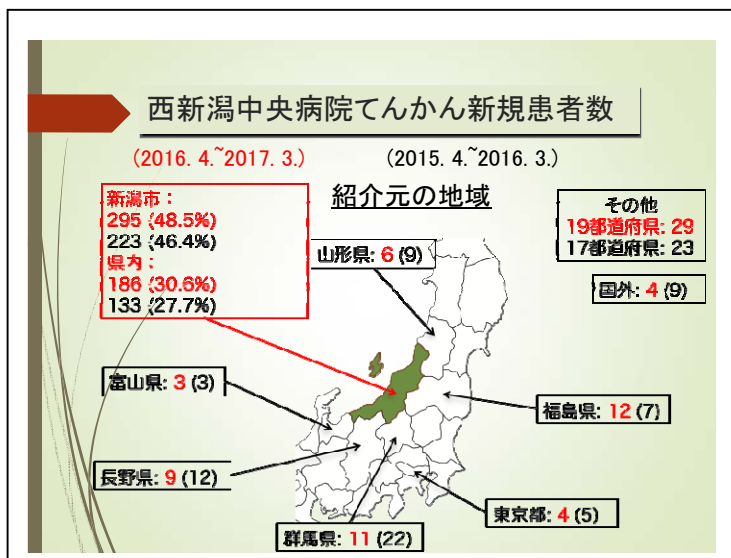 西新潟中央病院てんかん新規患者数
(2016. 4.~2017. 3.) (2015. 4.~2016. 3.)
紹介元の地域
新潟市：
295 (48.5%)
223 (46.4%)
県内：
186 (30.6%)
133 (27.7%)
その他
19都道府県: 29
17都道府県: 23
山形県: 6 (9)
国外: 4 (9)
富山県: 3 (3)
福島県: 12 (7)
長野県: 9 (12)
東京都: 4 (5)
群馬県: 11 (22)